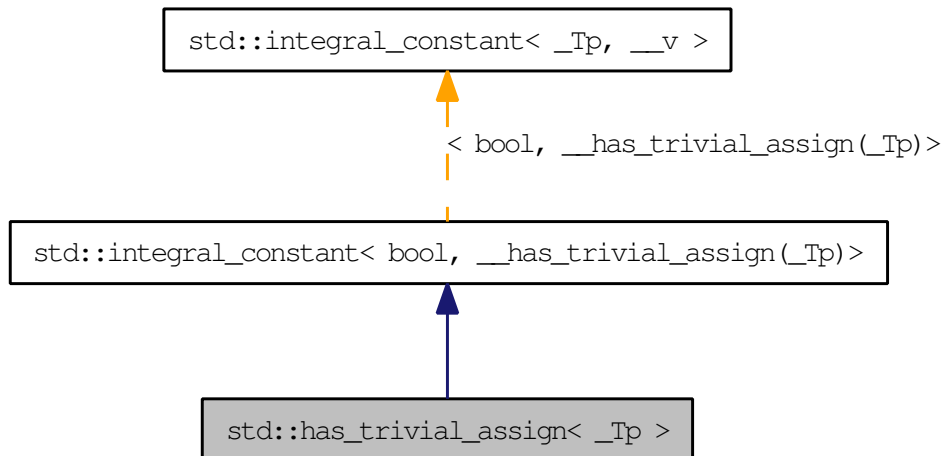 std::integral_constant< _Tp, __v >
< bool, __has_trivial_assign(_Tp)>
std::integral_constant< bool, __has_trivial_assign(_Tp)>
std::has_trivial_assign< _Tp >